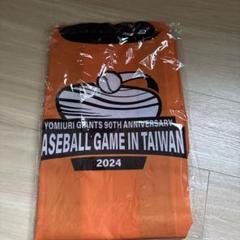 YOMIURI GIANTS 90TH ANNIVERSARY
ASEBALL GAME IN TAIWAN
2024